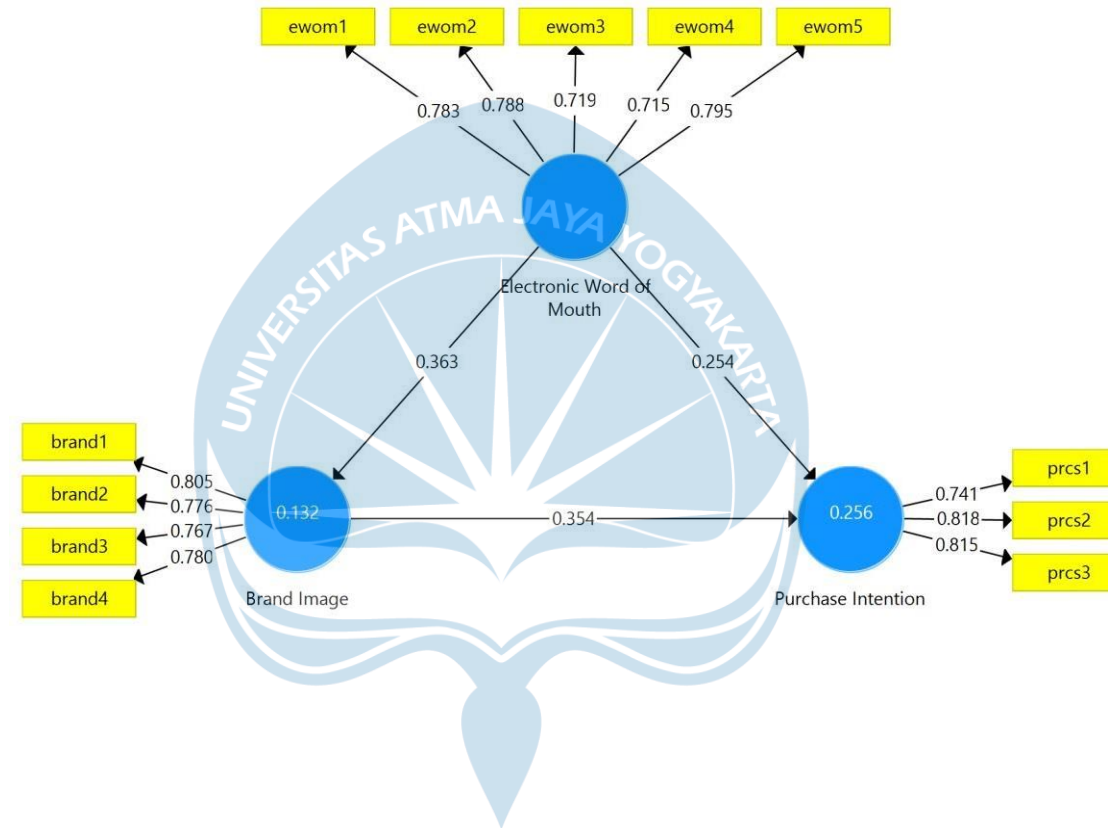 ewom1
ewom2
ewom3
ewom4
ewom5
0.783
0.788
0.719
0.715
0.795
UNIVERSITAS ATMA JAYA YOGYAKARTA
Electronic Word of
Mouth
0.363
0.254
brand1
brand2
brand3
brand4
0.805
0.776
0.767
0.780
0.132
Brand Image
0.354
0.256
Purchase Intention
0.741
0.818
0.815
prcs1
prcs2
prcs3